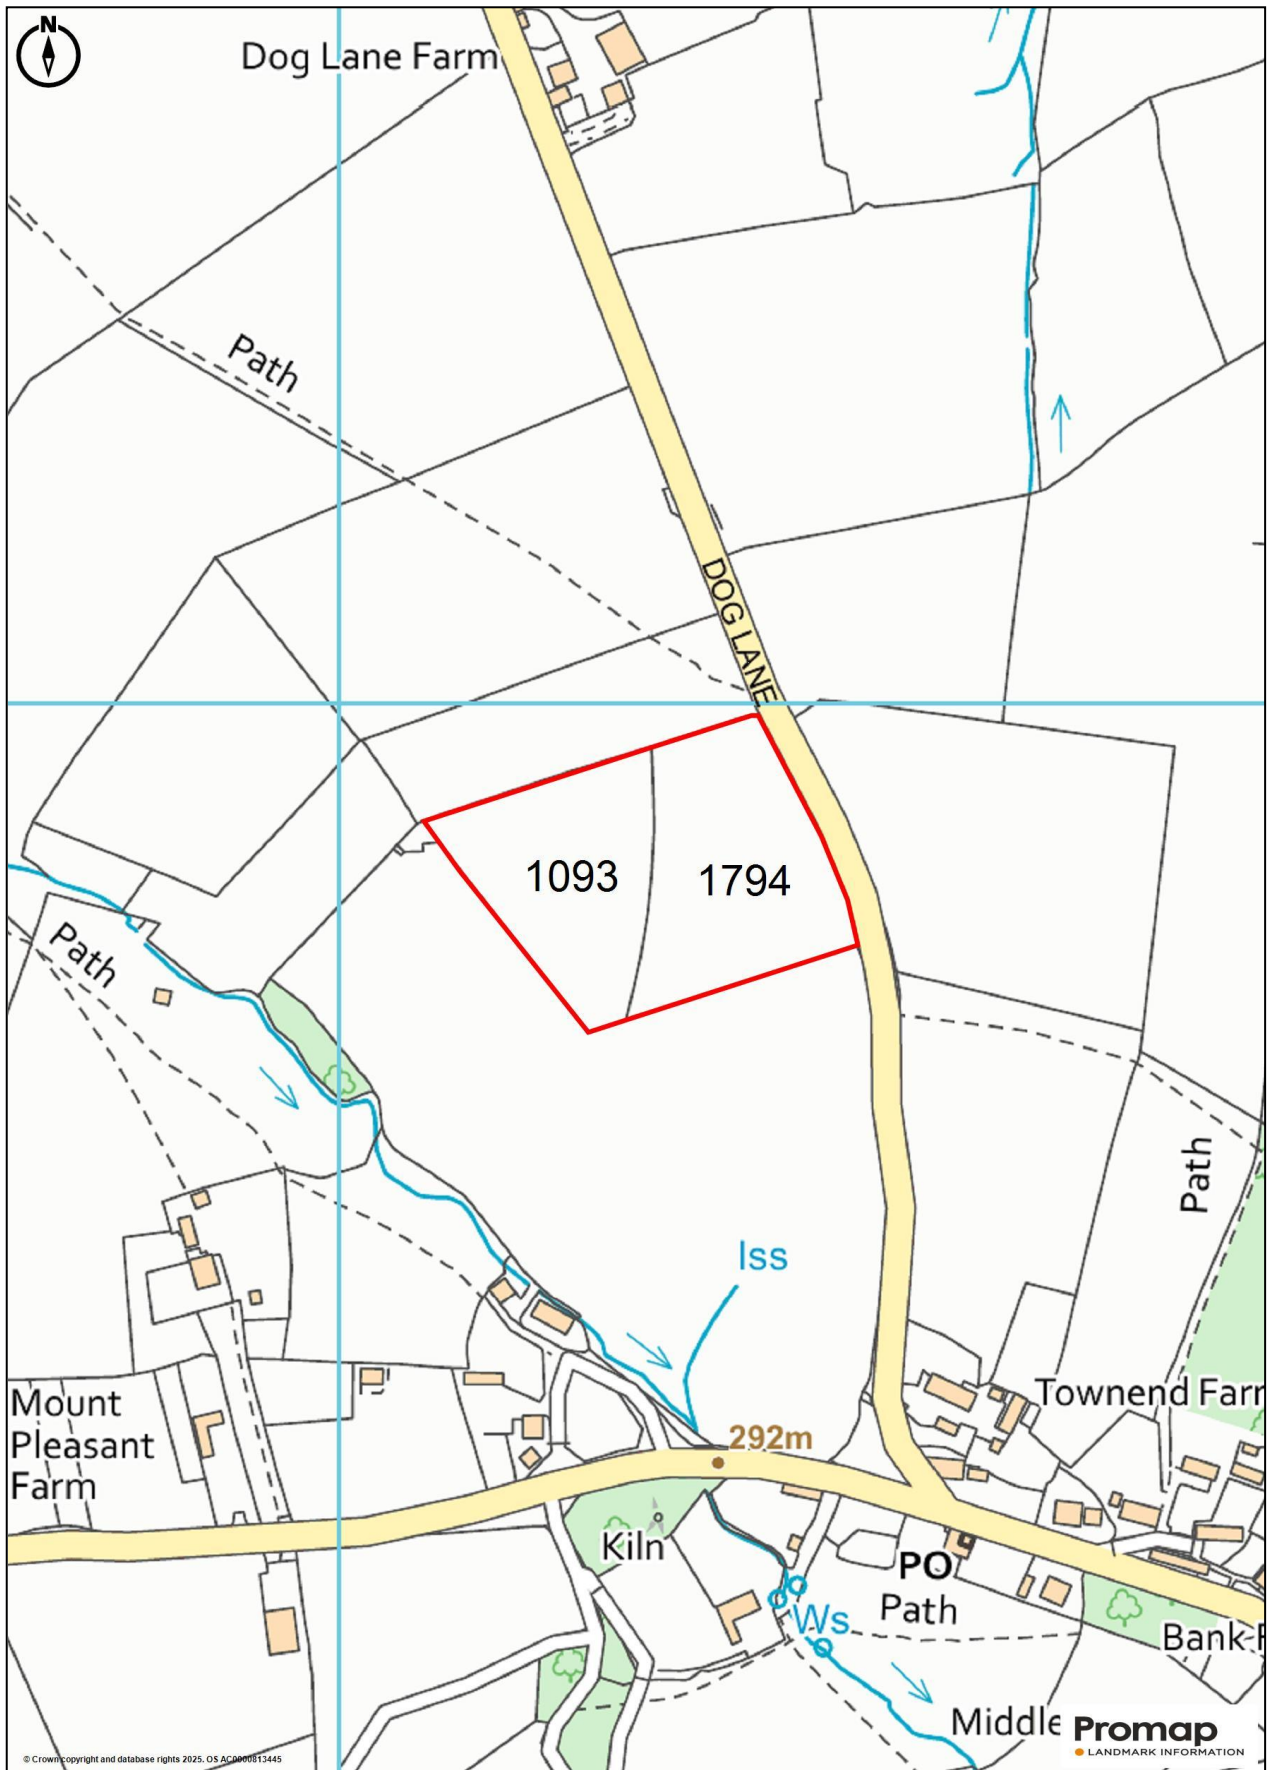 N
Dog Lane Farm
Path
DOG LANE
1093
1794
Path
Path
Iss
Mount
Pleasant
Farm
Townend Farr
292m
Kiln
PO
Path
Ws
Bank
Middle
Promap
LANDMARK INFORMATION
© Crown copyright and database rights 2025. OS AC0000813445